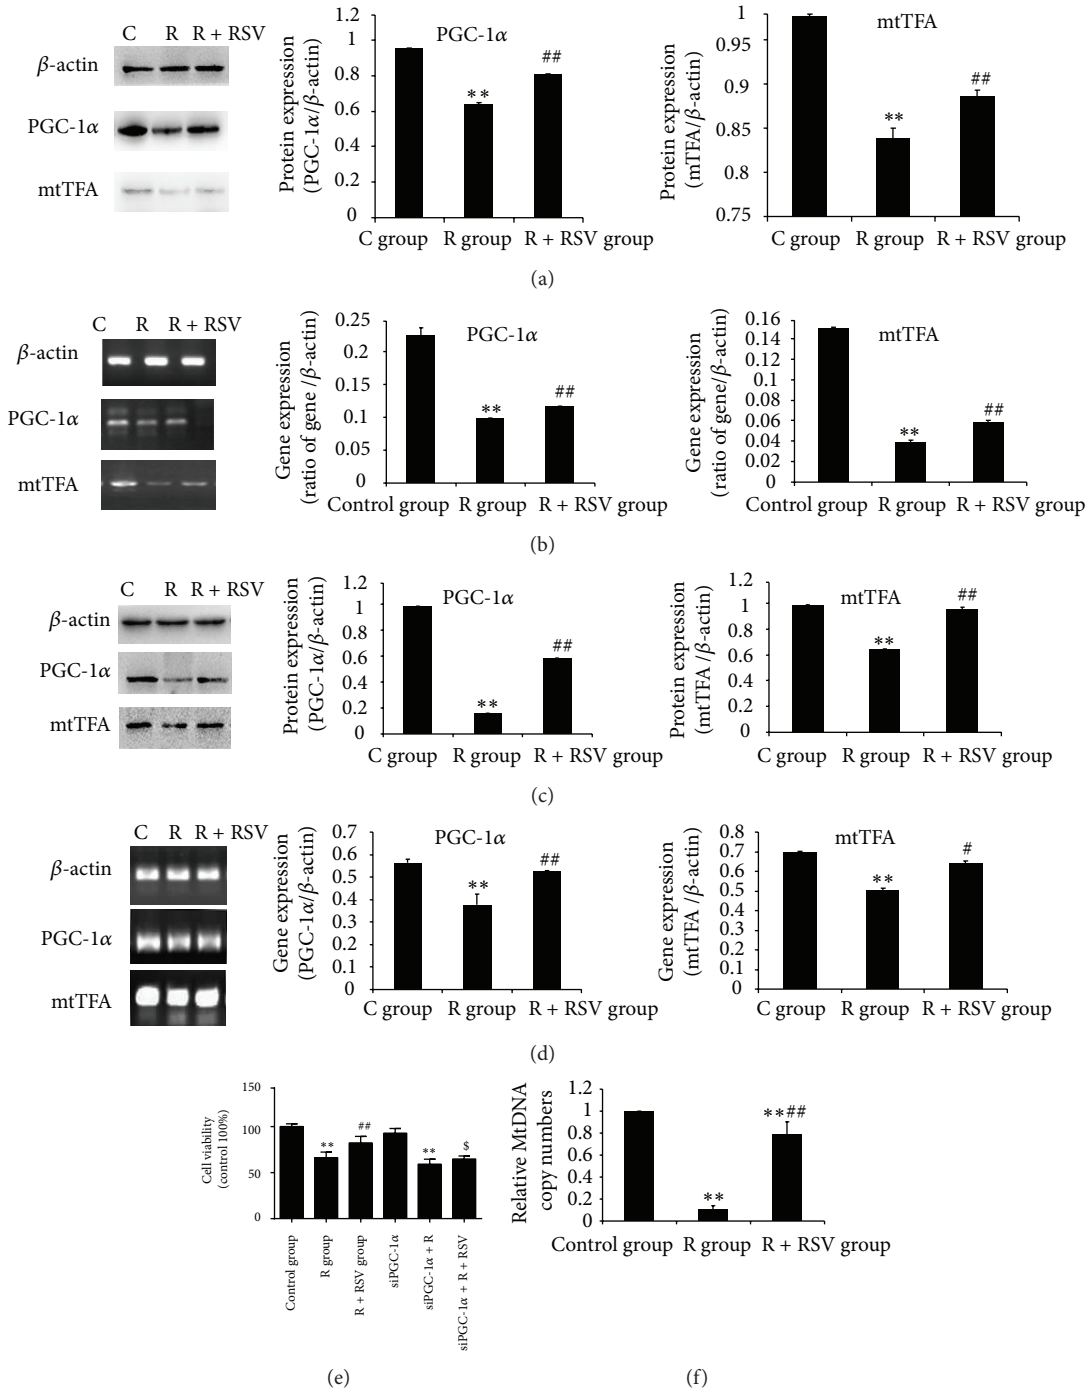 C R R + RSV
β-actin
PGC-1α
mtTFA
Protein expression
(PGC-1α/β-actin)
1.2
1
0.8
0.6
0.4
0.2
0
PGC-1α
**
##
C group R group R + RSV group
Protein expression
(mTFA/β-actin)
1
0.95
0.9
0.85
0.8
0.75
mtTFA
**
##
C group R group R + RSV group
(a)
C R R + RSV
β-actin
PGC-1α
mtTFA
Gene expression
(ratio of gene /β-actin)
0.25
0.2
0.15
0.1
0.05
0
PGC-1α
**
##
Control group R group R + RSV group
Gene expression
(ratio of gene/β-actin)
0.16
0.14
0.12
0.1
0.08
0.06
0.04
0.02
0
mtTFA
**
##
Control group R group R + RSV group
(b)
C R R + RSV
β-actin
PGC-1α
mtTFA
Protein expression
(PGC-1α/β-actin)
1.2
1
0.8
0.6
0.4
0.2
0
PGC-1α
**
##
C group R group R + RSV group
Protein expression
(mtTFA /β-actin)
1.2
1
0.8
0.6
0.4
0.2
0
mtTFA
**
##
C group R group R + RSV group
(c)
C R R + RSV
β-actin
PGC-1α
mtTFA
Gene expression
(PGC-1α/β-actin)
0.7
0.6
0.5
0.4
0.3
0.2
0.1
0
PGC-1α
**
##
C group R group R + RSV group
Gene expression
(mtTFA /β-actin)
0.8
0.7
0.6
0.5
0.4
0.3
0.2
0.1
0
mtTFA
**
#
C group R group R + RSV group
(d)
Cell viability
(control 100%)
150
100
50
0
**
##
**
$
Control group
R group
R + RSV group
siPGC-1α
siPGC-1α + R
siPGC-1α + R + RSV
(e)
Relative MtDNA
copy numbers
1.2
1
0.8
0.6
0.4
0.2
0
**
**##
Control group R group R + RSV group
(f)